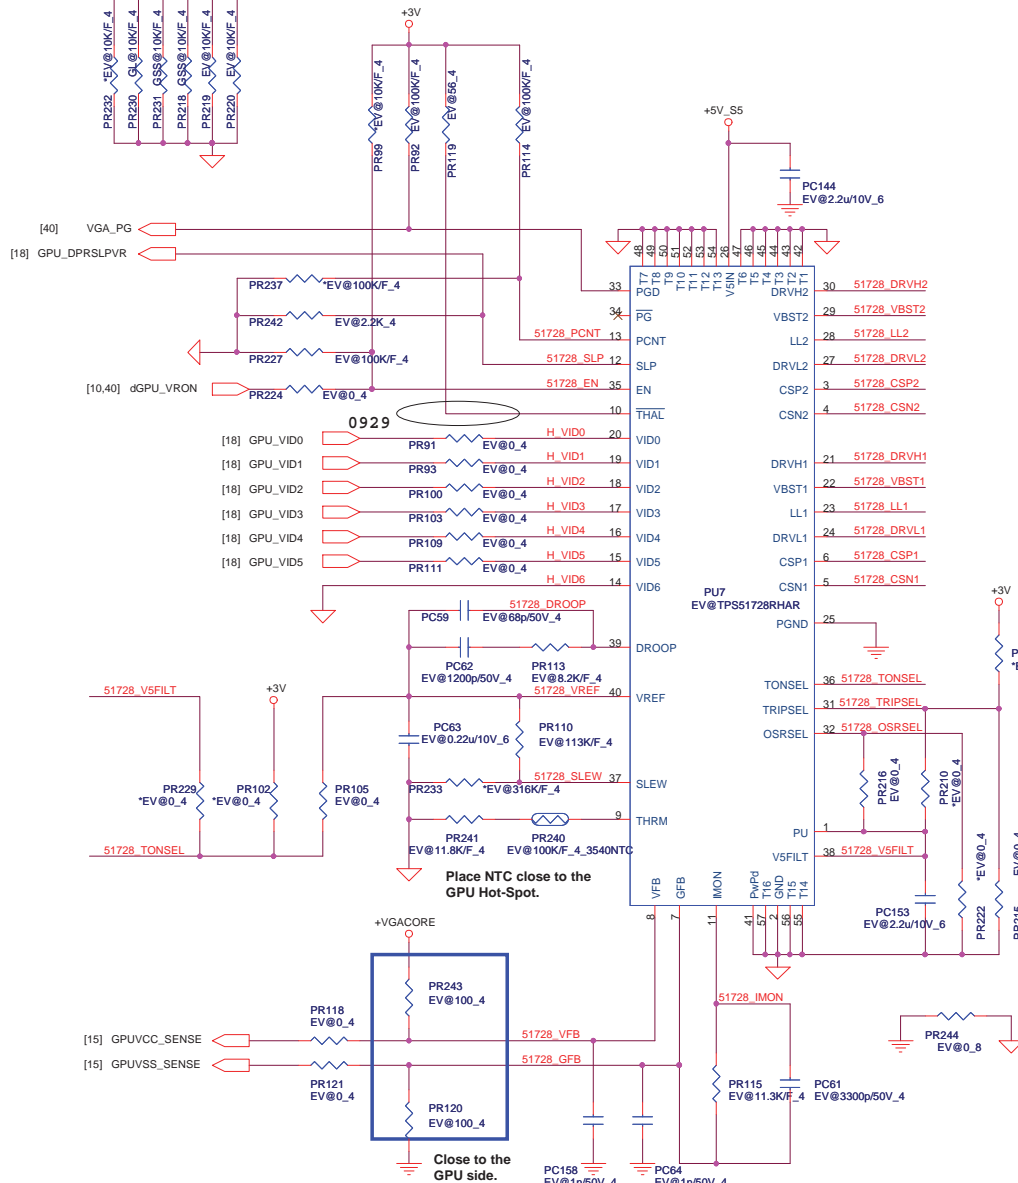 +3V
*EV@10K/F_4
GL@10K/F_4
GSS@10K/F_4
GSS@10K/F_4
EV@10K/F_4
EV@10K/F_4
PR232
PR230
PR231
PR218
PR219
PR220
*EV@10K/F_4
EV@100K/F_4
EV@56_4
EV@100K/F_4
PR99
PR92
PR119
PR114
+5V_S5
PC144
EV@2.2u/10V_6
[40] VGA_PG
[18] GPU_DPRSLPVR
48 49 50 51 52 53 54 26 47 46 45 44 43 42
T7 T8 T9 T10 T11 T12 T13 V5IN T6 T5 T4 T3 T2 T1
PR237 *EV@100K/F_4
PR242 EV@2.2K_4
PR227 EV@100K/F_4
[10,40] dGPU_VRON
PR224 EV@0_4
33 PGD
34 PG
51728_PCNT 13 PCNT
51728_SLP 12 SLP
51728_EN 35 EN
10 THAL
0929
[18] GPU_VID0 PR91 EV@0_4 H_VID0 20 VID0
[18] GPU_VID1 PR93 EV@0_4 H_VID1 19 VID1
[18] GPU_VID2 PR100 EV@0_4 H_VID2 18 VID2
[18] GPU_VID3 PR103 EV@0_4 H_VID3 17 VID3
[18] GPU_VID4 PR109 EV@0_4 H_VID4 16 VID4
[18] GPU_VID5 PR111 EV@0_4 H_VID5 15 VID5
H_VID6 14 VID6
DRVH2 30 51728_DRVH2
VBST2 29 51728_VBST2
LL2 28 51728_LL2
DRVL2 27 51728_DRVL2
CSP2 3 51728_CSP2
CSN2 4 51728_CSN2
DRVH1 21 51728_DRVH1
VBST1 22 51728_VBST1
LL1 23 51728_LL1
DRVL1 24 51728_DRVL1
CSP1 6 51728_CSP1
CSN1 5 51728_CSN1
PU7
EV@TPS51728RHAR
PGND 25
+3V
PC59 51728_DROOP
EV@68p/50V_4
39 DROOP
PC62
EV@1200p/50V_4
PR113
EV@8.2K/F_4
51728_VREF 40 VREF
51728_V5FILT
+3V
PC63
EV@0.22u/10V_6
PR110
EV@113K/F_4
PR229
*EV@0_4
PR102
*EV@0_4
PR105
EV@0_4
PR233 *EV@316K/F_4
51728_SLEW 37 SLEW
9 THRM
PR241
EV@11.8K/F_4
PR240
EV@100K/F_4_3540NTC
51728_TONSEL
Place NTC close to the
GPU Hot-Spot.
TONSEL 36 51728_TONSEL
TRIPSEL 31 51728_TRIPSEL
OSRSEL 32 51728_OSRSEL
PR216
EV@0_4
PR210
*EV@0_4
PU 1
V5FILT 38 51728_V5FILT
*EV@0_4
PR222
PC153
EV@2.2u/10V_6
VFB GFB IMON PwPd T16 GND T15 T14
8 7 11 41 57 2 56 55
+VGACORE
PR243
EV@100_4
[15] GPUVCC_SENSE
PR118
EV@0_4
51728_VFB
[15] GPUVSS_SENSE
PR121
EV@0_4
51728_GFB
PR120
EV@100_4
Close to the
GPU side.
51728_IMON
PR115
EV@11.3K/F_4
PC61
EV@3300p/50V_4
PR244
EV@0_8
PC158
EV@1n/50V_4
PC64
EV@1n/50V_4